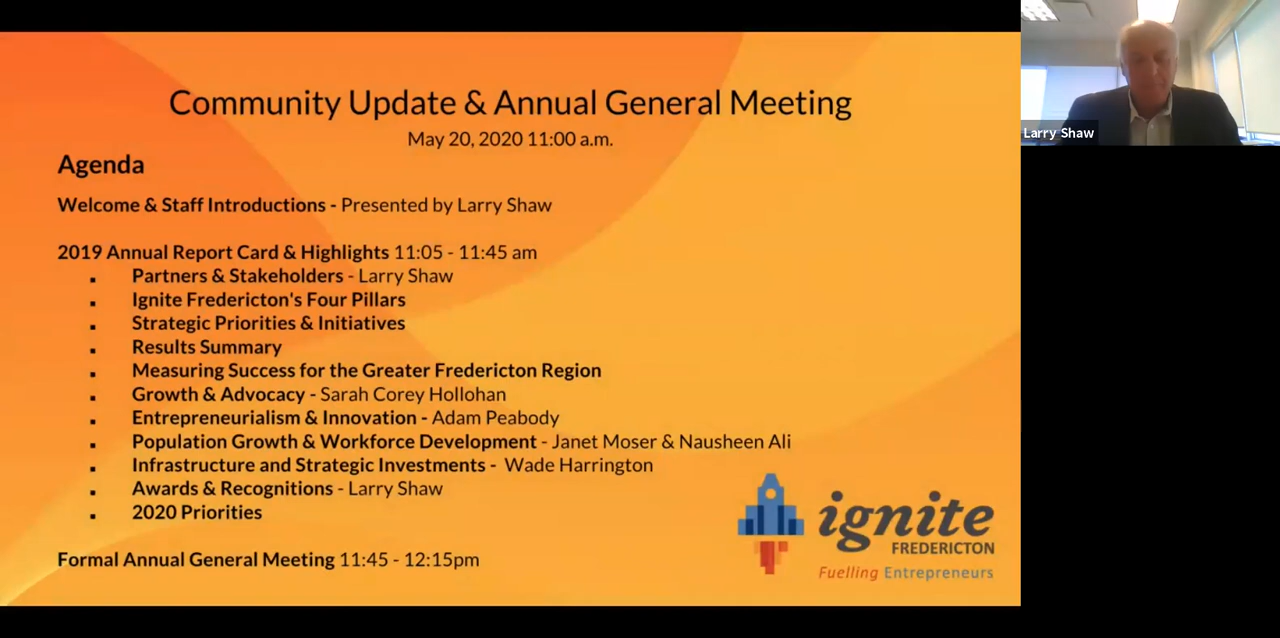 Community Update & Annual General Meeting
May 20, 2020 11:00 a.m.
Agenda
Welcome & Staff Introductions - Presented by Larry Shaw
2019 Annual Report Card & Highlights 11:05 - 11:45 am
▪ Partners & Stakeholders - Larry Shaw
▪ Ignite Fredericton's Four Pillars
▪ Strategic Priorities & Initiatives
▪ Results Summary
▪ Measuring Success for the Greater Fredericton Region
▪ Growth & Advocacy - Sarah Corey Hollohan
▪ Entrepreneurialism & Innovation - Adam Peabody
▪ Population Growth & Workforce Development - Janet Moser & Nausheen Ali
▪ Infrastructure and Strategic Investments - Wade Harrington
▪ Awards & Recognitions - Larry Shaw
▪ 2020 Priorities
Formal Annual General Meeting 11:45 - 12:15pm
ignite
FREDERICTON
Fuelling Entrepreneurs
Larry Shaw